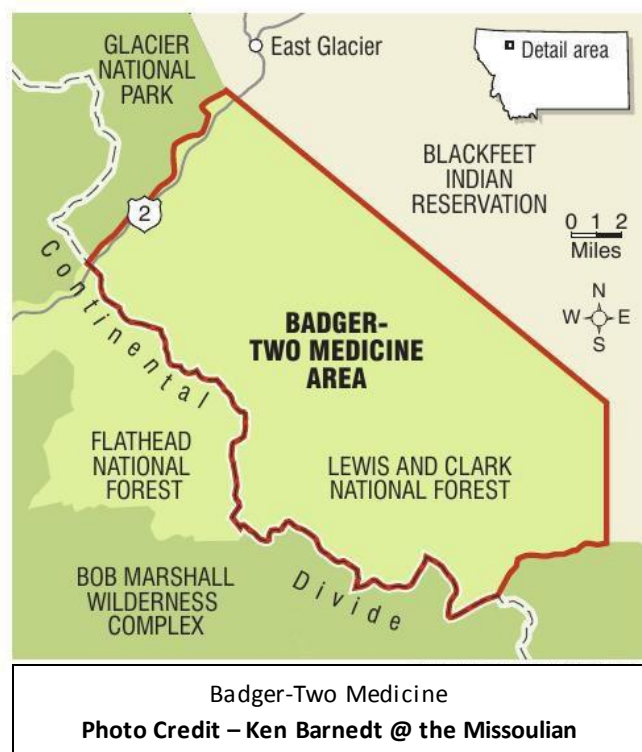 GLACIER
NATIONAL
PARK
East Glacier
Detail area
BLACKFEET
INDIAN
RESERVATION
0 1 2
Miles
N
W E
S
2
Continental
BADGER-
TWO MEDICINE
AREA
FLATHEAD
NATIONAL
FOREST
LEWIS AND CLARK
NATIONAL FOREST
BOB MARSHALL
WILDERNESS
COMPLEX
Divide
Badger-Two Medicine
Photo Credit – Ken Barnedt @ the Missoulian